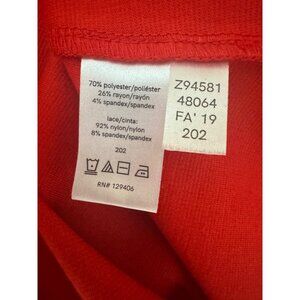 70% polyester/poliéster
26% rayon/rayón
4% spandex/spandex
lace/cinta:
92% nylon/nylon
8% spandex/spandex
202
RN# 129406
Z94581
48064
FA' 19
202